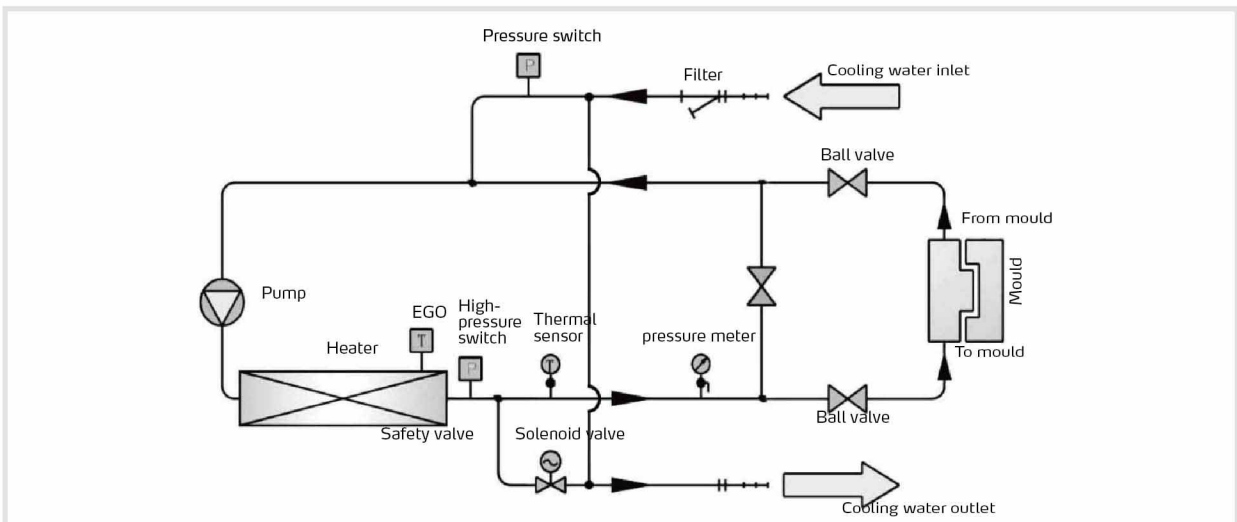 Pressure switch
Filter
Cooling water inlet
Ball valve
From mould
Pump
EGO
High-
pressure
switch
Thermal
sensor
pressure meter
Mould
Heater
To mould
Safety valve
Solenoid valve
Ball valve
Cooling water outlet
P
T
P
T